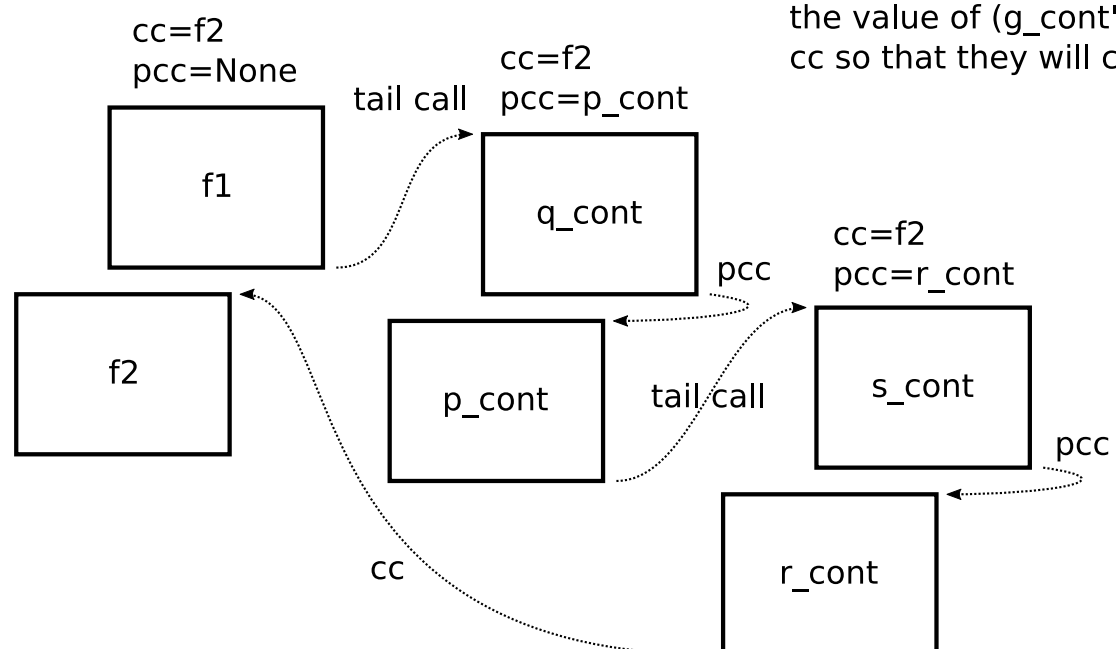 cc=f2
pcc=None
the value of (g_cont'
cc so that they will c
cc=f2
pcc=p_cont
tail call
f1
q_cont
cc=f2
pcc=r_cont
pcc
f2
p_cont
tail call
s_cont
pcc
cc
r_cont